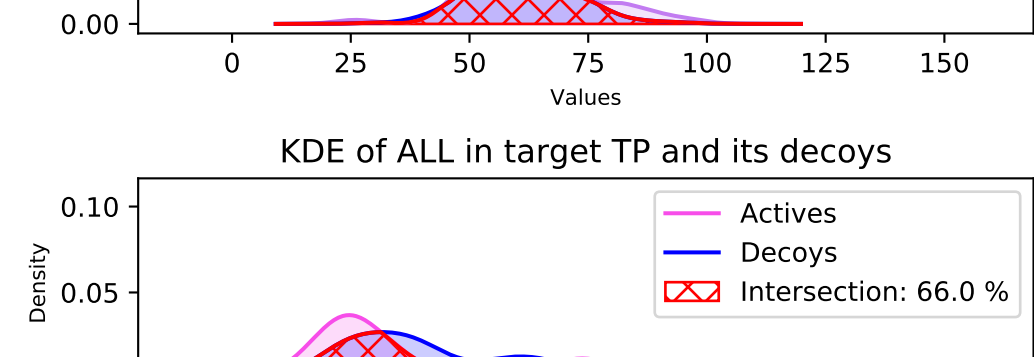 0.00
0 25 50 75 100 125 150
Values
KDE of ALL in target TP and its decoys
0.10
0.05
Density
Actives
Decoys
Intersection: 66.0 %